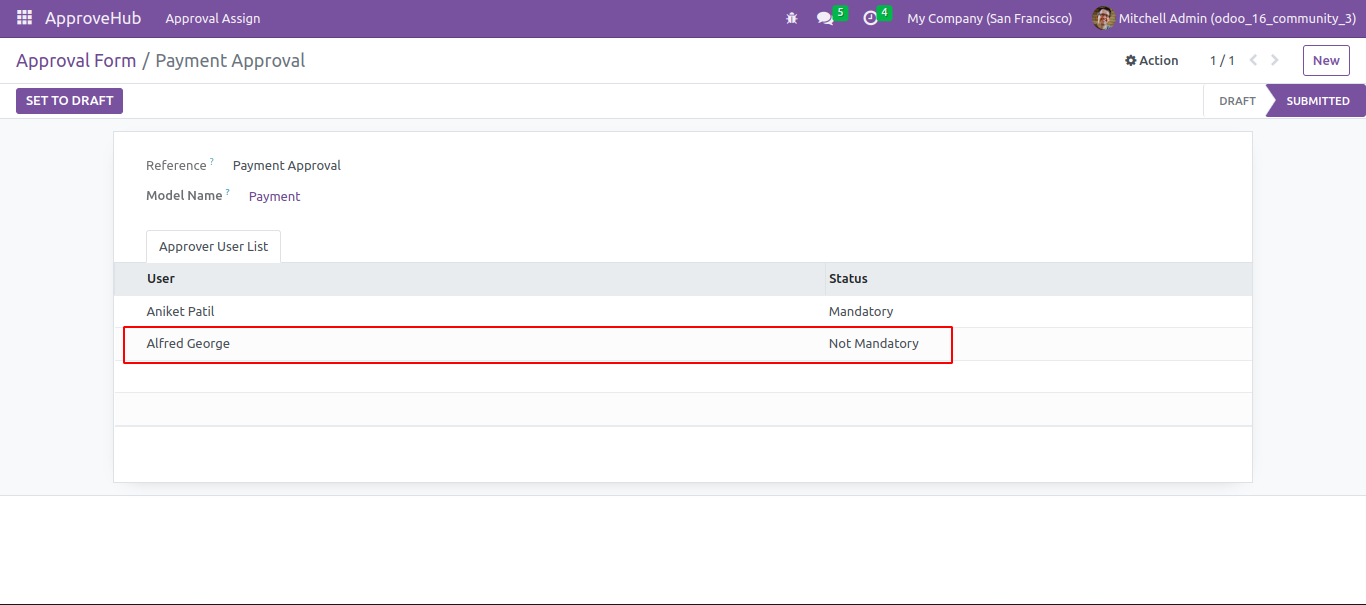 ApproveHub Approval Assign 5 4 My Company (San Francisco) Mitchell Admin (odoo_16_community_3)
Approval Form / Payment Approval Action 1 / 1 New
SET TO DRAFT DRAFT SUBMITTED
Reference ? Payment Approval
Model Name ? Payment
Approver User List
User Status
Aniket Patil Mandatory
Alfred George Not Mandatory